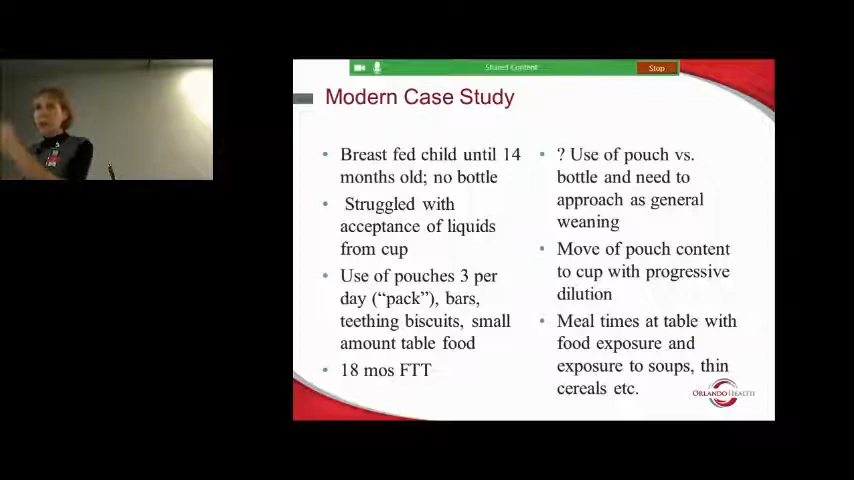 Shared Content
Stop
Modern Case Study
• Breast fed child until 14
months old; no bottle
• Struggled with
acceptance of liquids
from cup
• Use of pouches 3 per
day (“pack”), bars,
teething biscuits, small
amount table food
• 18 mos FTT
• ? Use of pouch vs.
bottle and need to
approach as general
weaning
• Move of pouch content
to cup with progressive
dilution
• Meal times at table with
food exposure and
exposure to soups, thin
cereals etc.
ORLANDO HEALTH